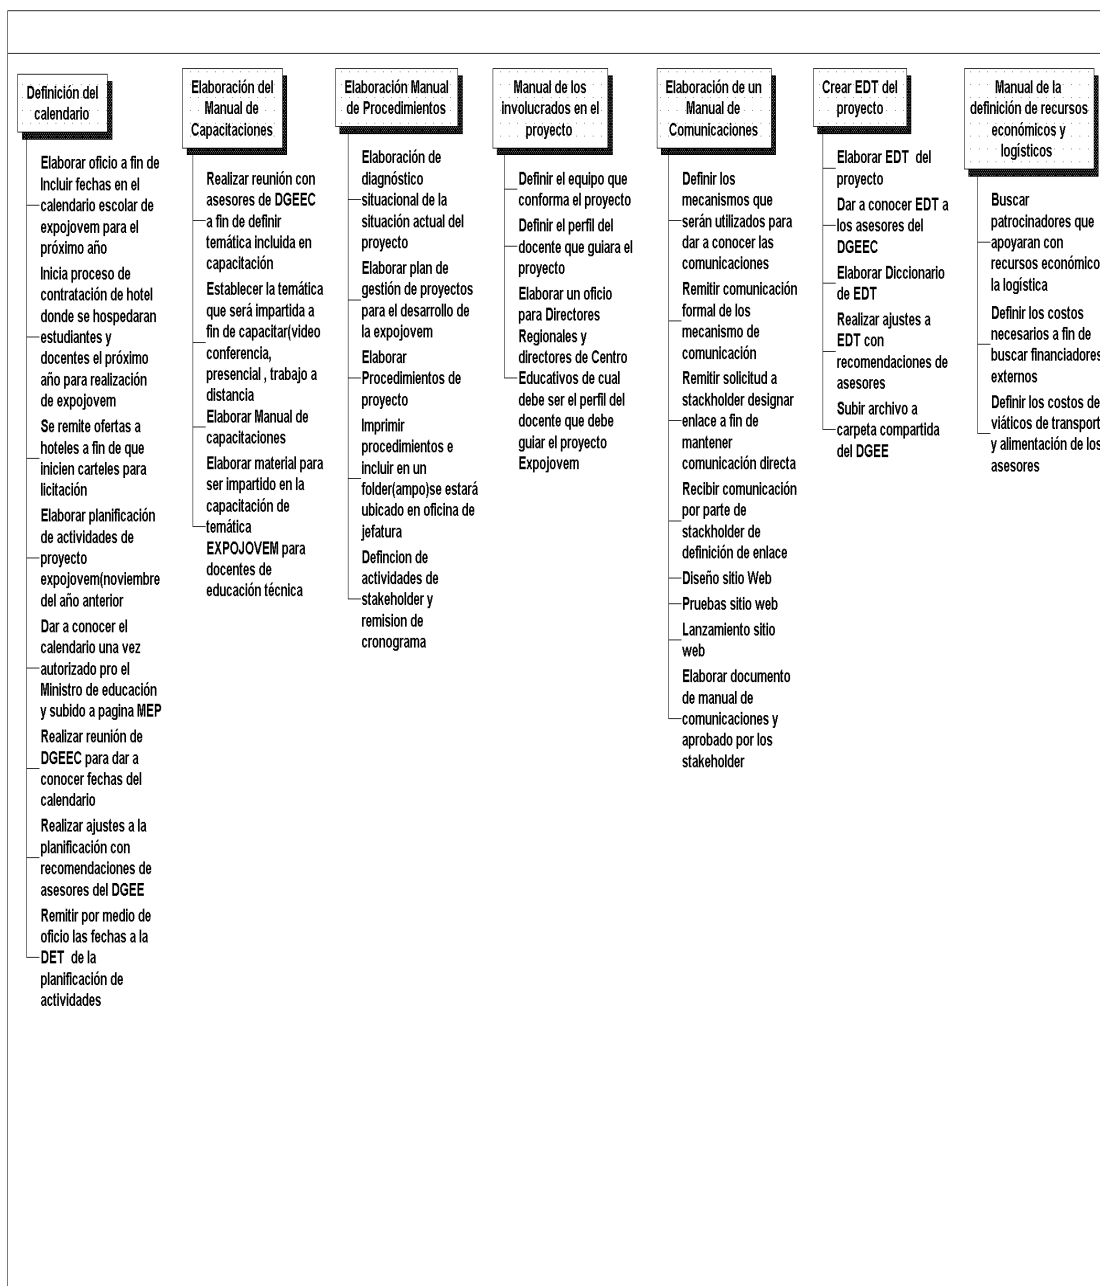 Definición del
calendario
Elaborar oficio a fin de
Incluir fechas en el
calendario escolar de
expojovem para el
próximo año
Inicia proceso de
contratación de hotel
donde se hospedaran
estudiantes y
docentes el próximo
año para realización
de expojovem
Se remite ofertas a
hoteles a fin de que
inicien carteles para
licitación
Elaborar planificación
de actividades de
proyecto
expojovem(noviembre
del año anterior
Dar a conocer el
calendario una vez
autorizado pro el
Ministro de educación
y subido a pagina MEP
Realizar reunión de
DGEEC para dar a
conocer fechas del
calendario
Realizar ajustes a la
planificación con
recomendaciones de
asesores del DGEE
Remitir por medio de
oficio las fechas a la
DET de la
planificación de
actividades
Elaboración del
Manual de
Capacitaciones
Realizar reunión con
asesores de DGEEC
a fin de definir
temática incluida en
capacitación
Establecer la temática
que será impartida a
fin de capacitar(video
conferencia,
presencial , trabajo a
distancia
Elaborar Manual de
capacitaciones
Elaborar material para
ser impartido en la
capacitación de
temática
EXPOJOVEM para
docentes de
educación técnica
Elaboración Manual
de Procedimientos
Elaboración de
diagnóstico
situacional de la
situación actual del
proyecto
Elaborar plan de
gestión de proyectos
para el desarrollo de
la expojovem
Elaborar
Procedimientos de
proyecto
Imprimir
procedimientos e
incluir en un
folder(ampo)se estará
ubicado en oficina de
jefatura
Defincion de
actividades de
stakeholder y
remision de
cronograma
Manual de los
involucrados en el
proyecto
Definir el equipo que
conforma el proyecto
Definir el perfil del
docente que guiara el
proyecto
Elaborar un oficio
para Directores
Regionales y
directores de Centro
Educativos de cual
debe ser el perfil del
docente que debe
guiar el proyecto
Expojovem
Elaboración de un
Manual de
Comunicaciones
Definir los
mecanismos que
serán utilizados para
dar a conocer las
comunicaciones
Remitir comunicación
formal de los
mecanismo de
comunicación
Remitir solicitud a
stackholder designar
enlace a fin de
mantener
comunicación directa
Recibir comunicación
por parte de
stackholder de
definición de enlace
Diseño sitio Web
Pruebas sitio web
Lanzamiento sitio
web
Elaborar documento
de manual de
comunicaciones y
aprobado por los
stakeholder
Crear EDT del
proyecto
Elaborar EDT del
proyecto
Dar a conocer EDT a
los asesores del
DGEEC
Elaborar Diccionario
de EDT
Realizar ajustes a
EDT con
recomendaciones de
asesores
Subir archivo a
carpeta compartida
del DGEE
Manual de la
definición de recursos
económicos y
logísticos
Buscar
patrocinadores que
apoyaran con
recursos económico
la logística
Definir los costos
necesarios a fin de
buscar financiadores
externos
Definir los costos de
viáticos de transport
y alimentación de los
asesores